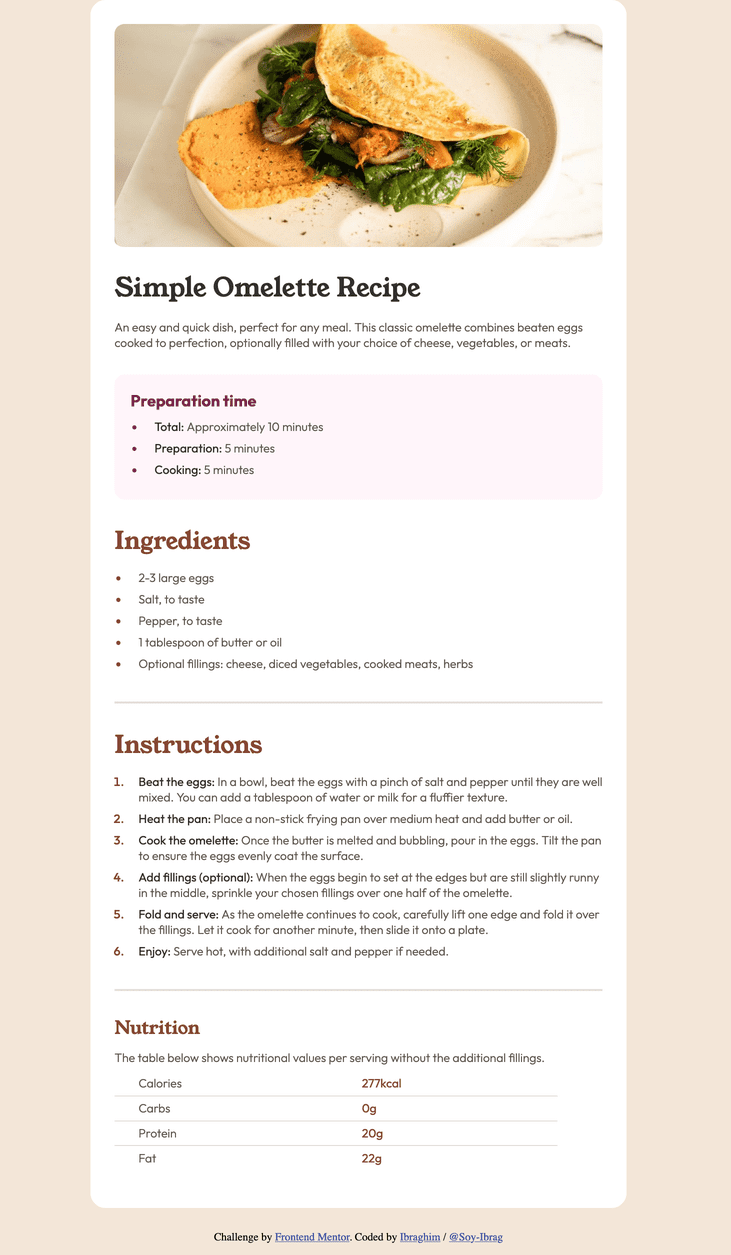 Simple Omelette Recipe
An easy and quick dish, perfect for any meal. This classic omelette combines beaten eggs
cooked to perfection, optionally filled with your choice of cheese, vegetables, or meats.
Preparation time
• Total: Approximately 10 minutes
• Preparation: 5 minutes
• Cooking: 5 minutes
Ingredients
• 2-3 large eggs
• Salt, to taste
• Pepper, to taste
• 1 tablespoon of butter or oil
• Optional fillings: cheese, diced vegetables, cooked meats, herbs
Instructions
1. Beat the eggs: In a bowl, beat the eggs with a pinch of salt and pepper until they are well
mixed. You can add a tablespoon of water or milk for a fluffier texture.
2. Heat the pan: Place a non-stick frying pan over medium heat and add butter or oil.
3. Cook the omelette: Once the butter is melted and bubbling, pour in the eggs. Tilt the pan
to ensure the eggs evenly coat the surface.
4. Add fillings (optional): When the eggs begin to set at the edges but are still slightly runny
in the middle, sprinkle your chosen fillings over one half of the omelette.
5. Fold and serve: As the omelette continues to cook, carefully lift one edge and fold it over
the fillings. Let it cook for another minute, then slide it onto a plate.
6. Enjoy: Serve hot, with additional salt and pepper if needed.
Nutrition
The table below shows nutritional values per serving without the additional fillings.
Calories 277kcal
Carbs 0g
Protein 20g
Fat 22g
Challenge by Frontend Mentor. Coded by Ibraghim / @Soy-Ibrag